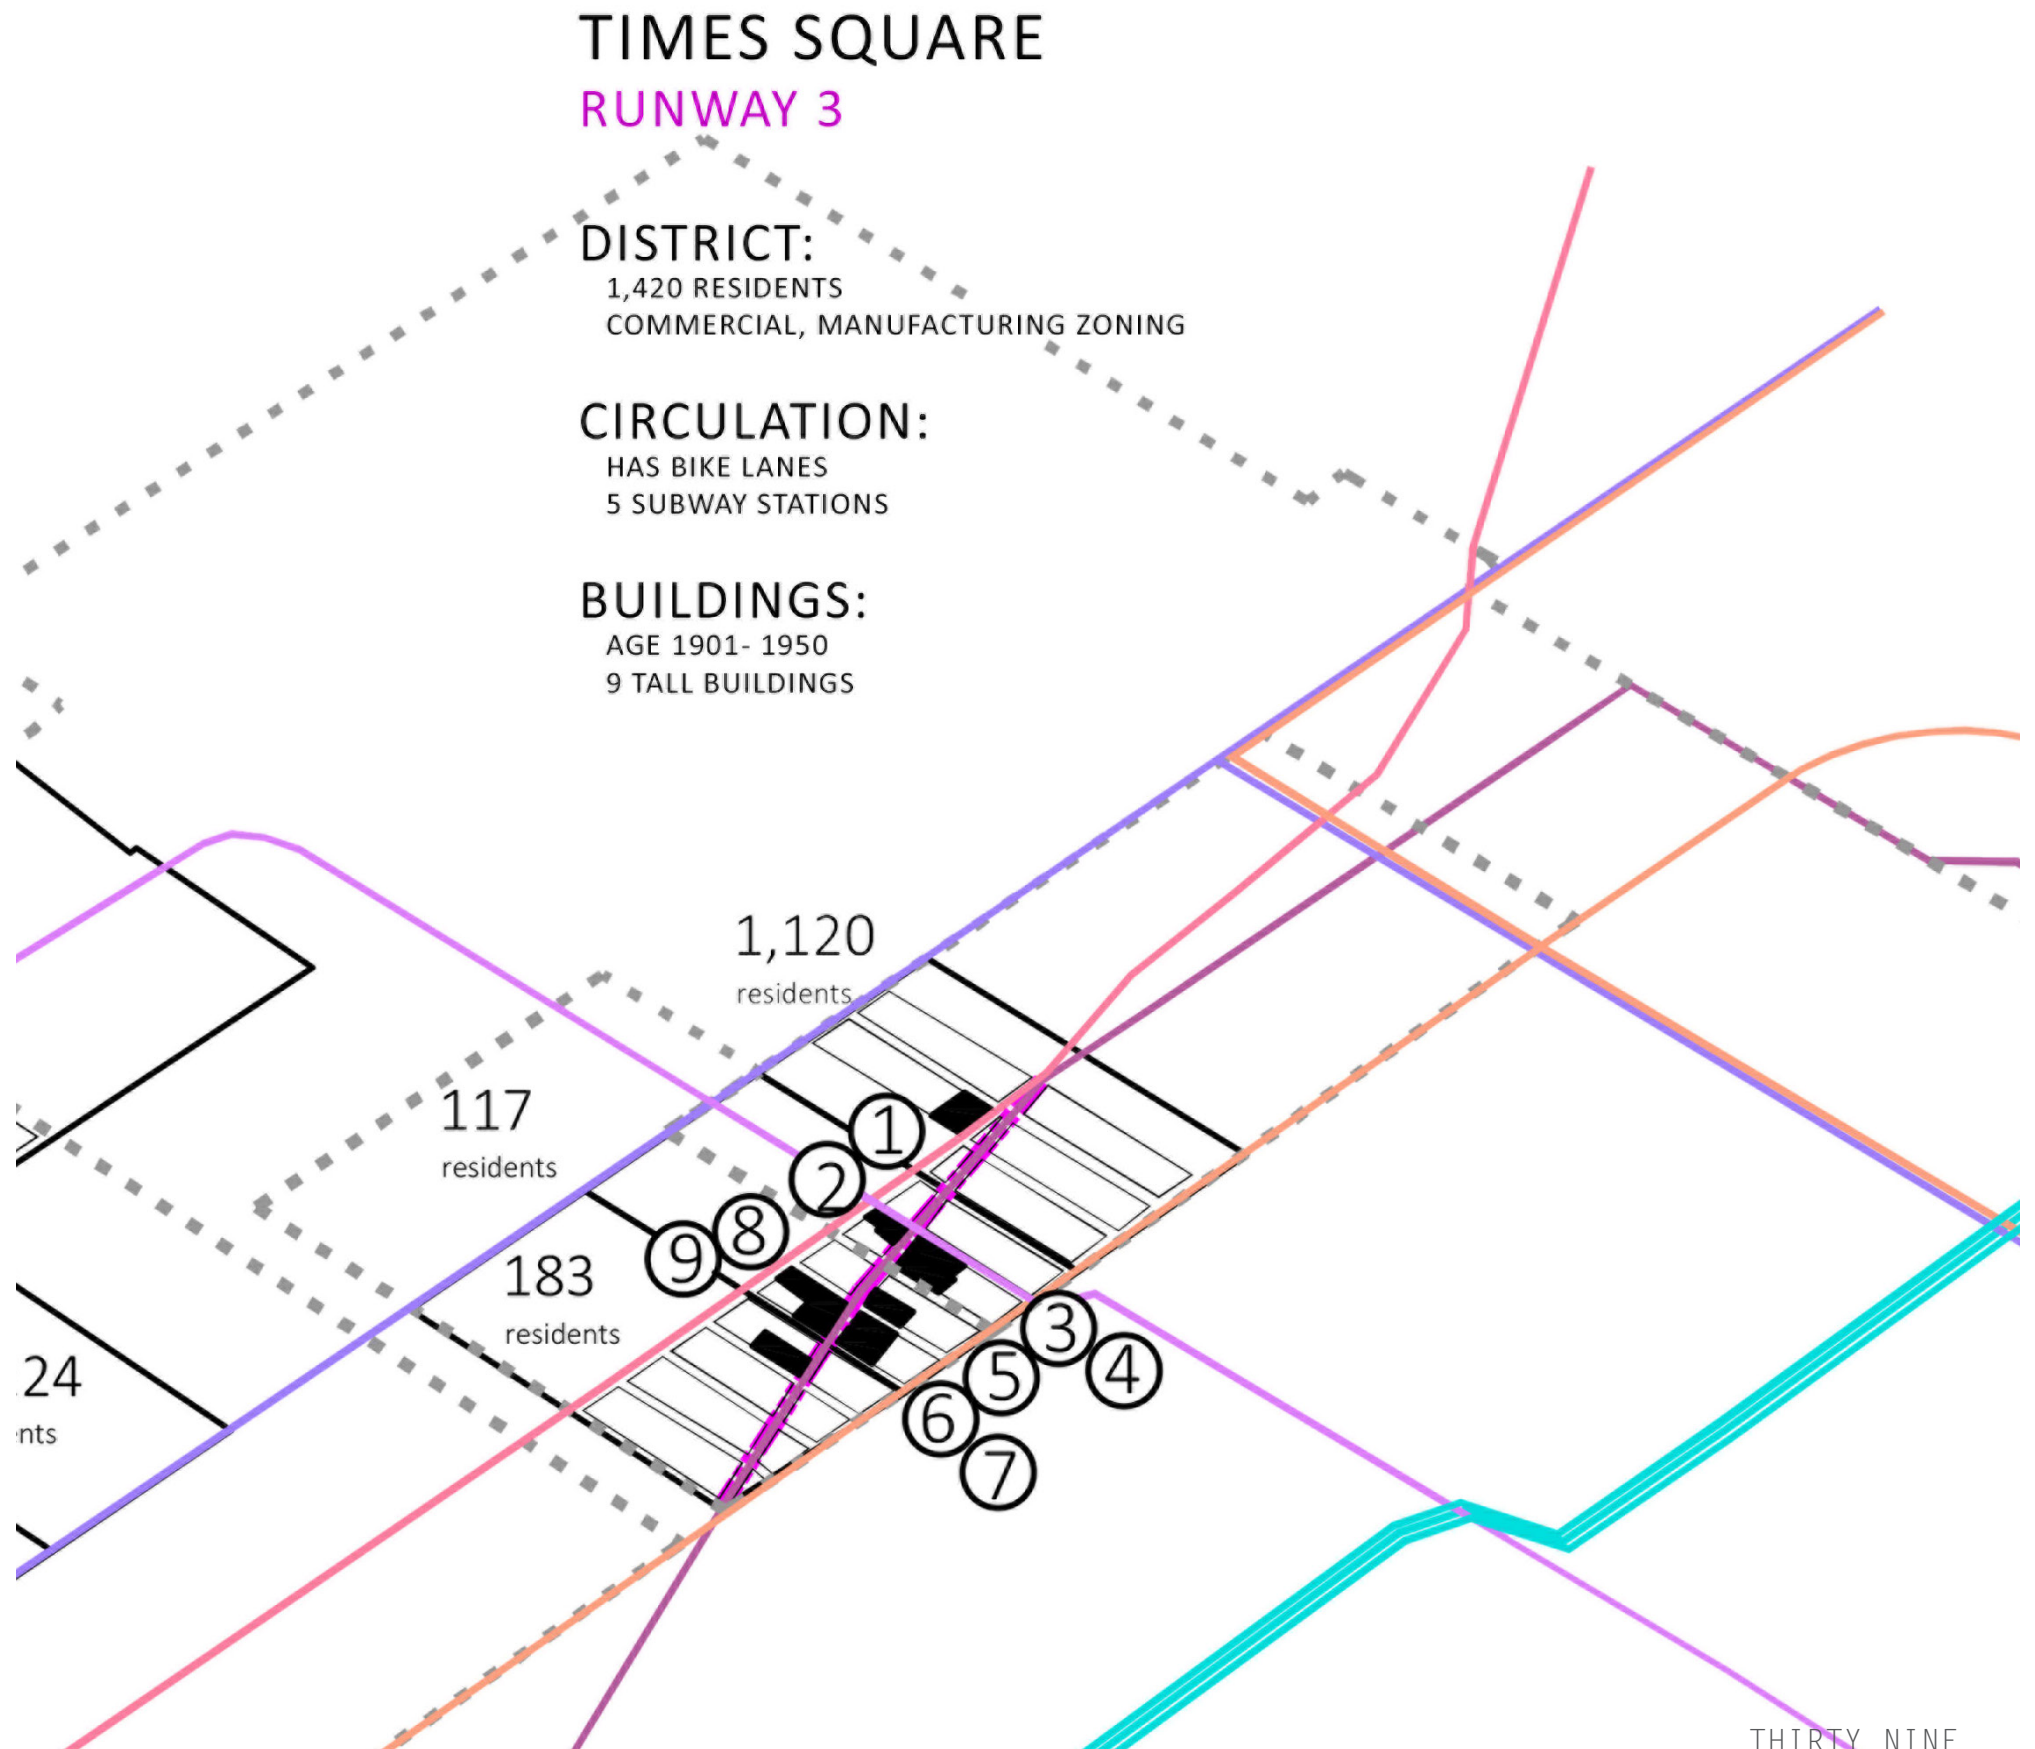 TIMES SQUARE
RUNWAY 3
DISTRICT:
1,420 RESIDENTS
COMMERCIAL, MANUFACTURING ZONING
CIRCULATION:
HAS BIKE LANES
5 SUBWAY STATIONS
BUILDINGS:
AGE 1901- 1950
9 TALL BUILDINGS
1,120
residents
117
residents
1
2
8
9
183
residents
3
4
5
6
7
24
THIRTY NINE